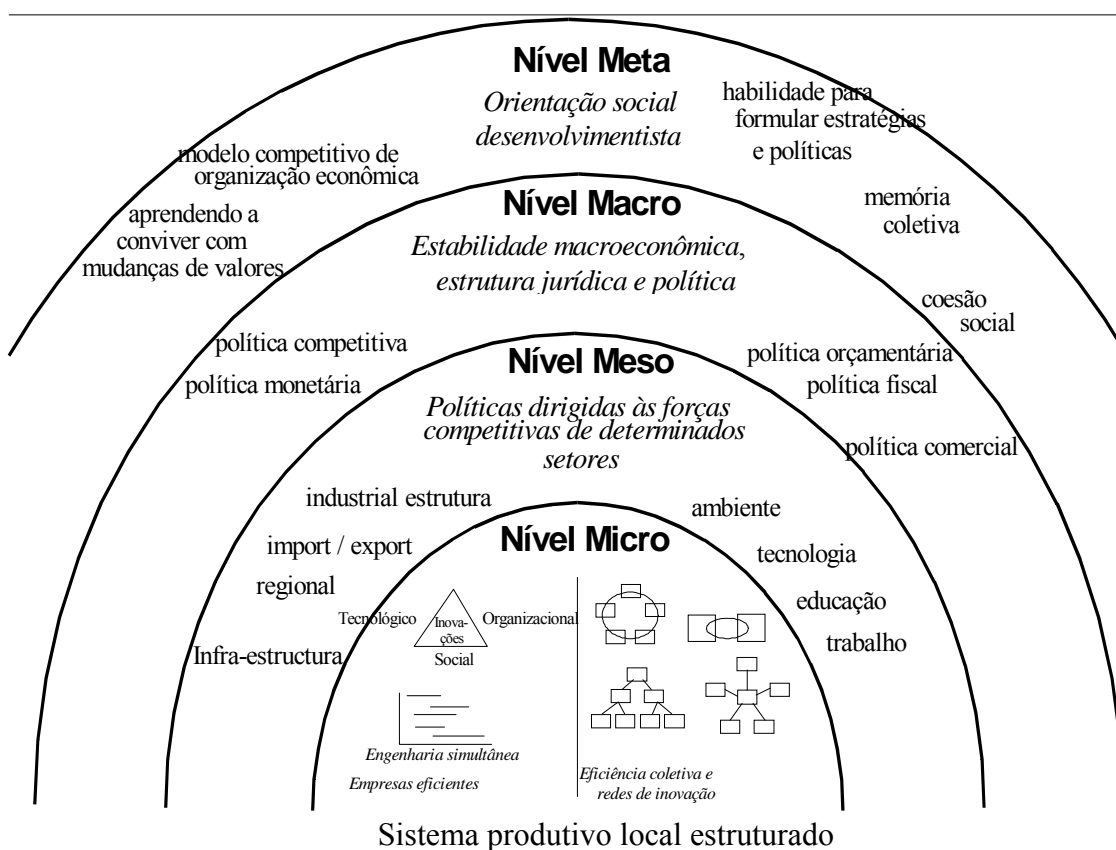 Nível Meta
Orientação social
desenvolvimentista
habilidade para
formular estratégias
e políticas
modelo competitivo de
organização econômica
memória
coletiva
aprendendo a
conviver com
mudanças de valores
Nível Macro
Estabilidade macroeconômica,
estrutura jurídica e política
coesão
social
política competitiva
política monetária
política orçamentária
política fiscal
política comercial
Nível Meso
Políticas dirigidas às forças
competitivas de determinados
setores
industrial estrutura
import / export
regional
Infra-estructura
ambiente
tecnologia
educação
trabalho
Nível Micro
Tecnológico
Inova-
ções
Organizacional
Social
Engenharia simultânea
Empresas eficientes
Eficiência coletiva e
redes de inovação
Sistema produtivo local estruturado